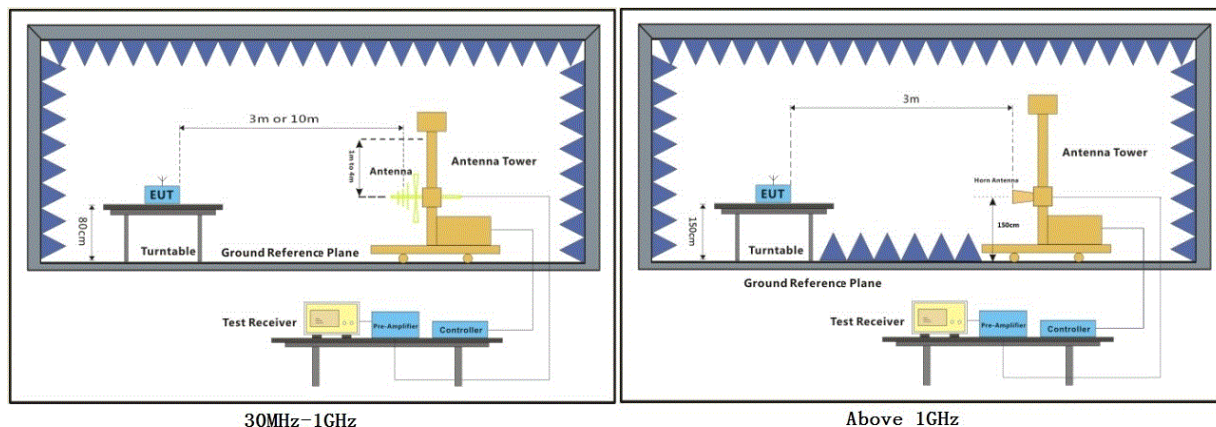 3m or 10m
1m to 4m
Antenna
Antenna Tower
EUT
80cm
Turntable
Ground Reference Plane
Test Receiver
Pre-Amplifier
Controller
30MHz-1GHz
3m
Antenna Tower
Horn Antenna
EUT
150cm
150cm
Turntable
Ground Reference Plane
Test Receiver
Pre-Amplifier
Controller
Above 1GHz